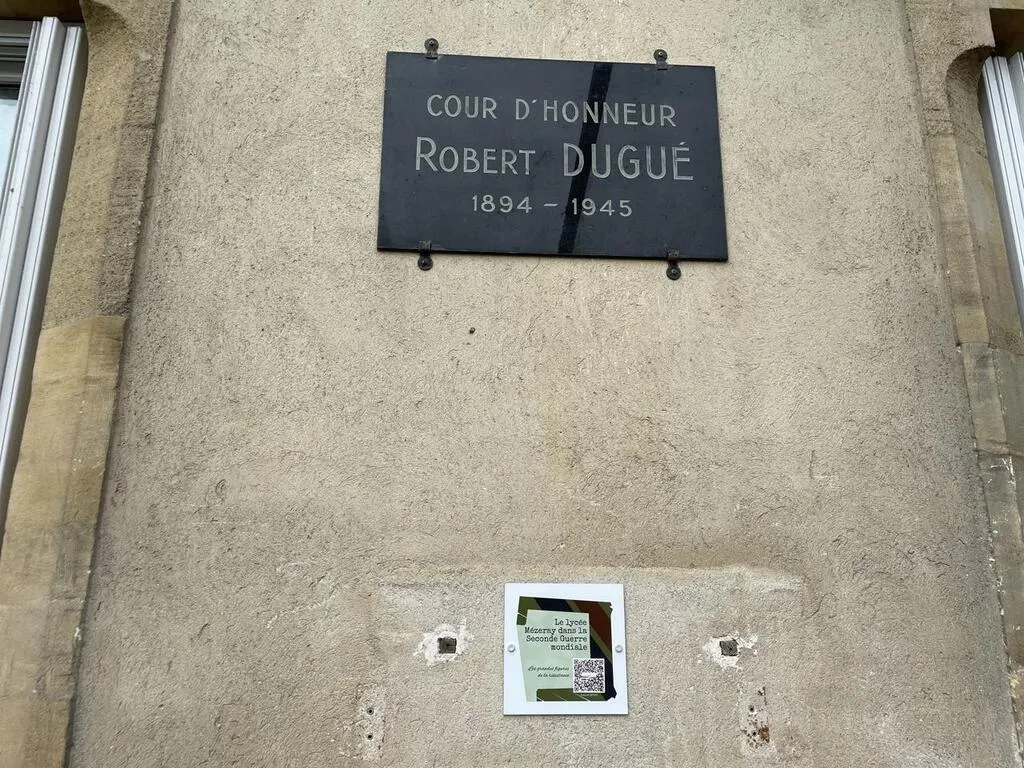 COUR D'HONNEUR
ROBERT DUGUÉ
1894 - 1945
Le lycée
Mézeray dans la
Seconde Guerre
mondiale
Les grandes figures
de la résistance